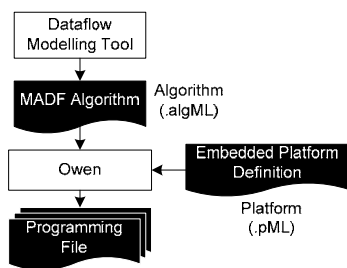 Dataflow
Modelling Tool
MADF Algorithm
Algorithm
(.algML)
Owen
Embedded Platform
Definition
Platform
(.pML)
Programming
File